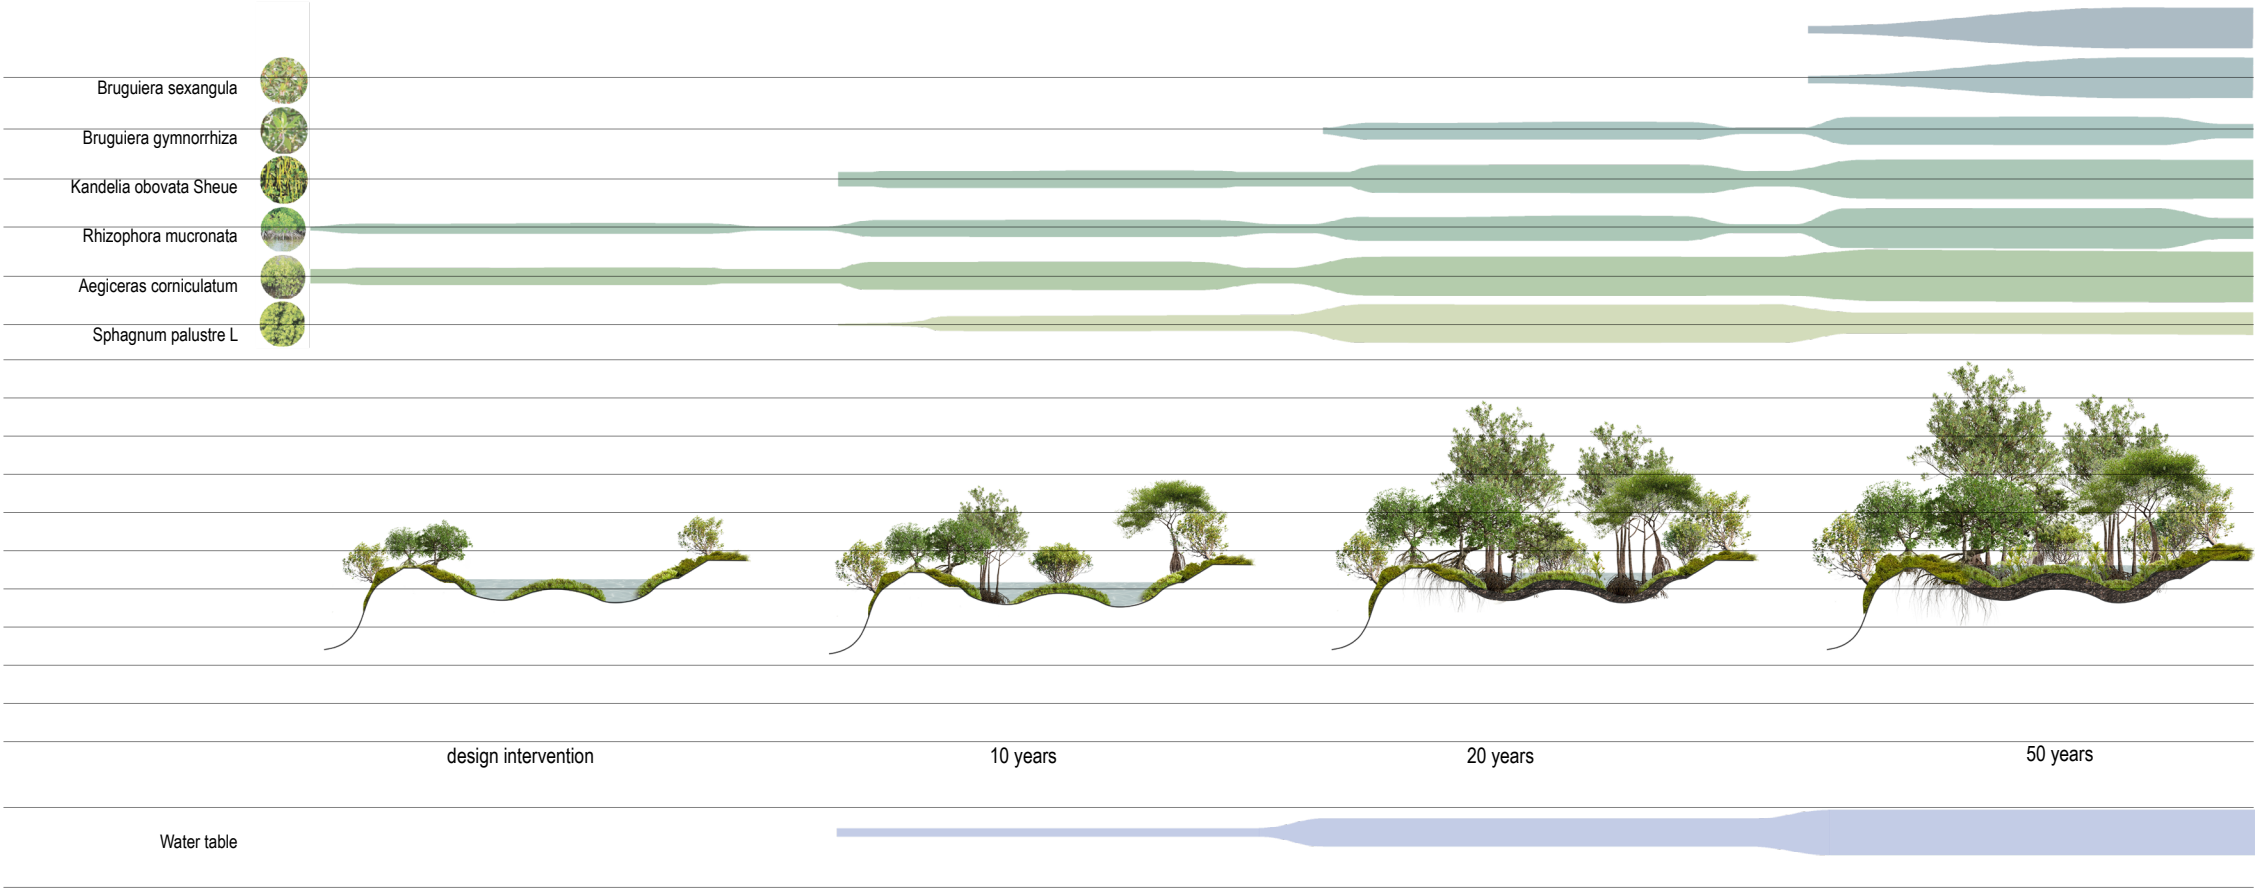 Bruguiera sexangula
Bruguiera gymnorrhiza
Kandelia obovata Sheue
Rhizophora mucronata
Aegiceras corniculatum
Sphagnum palustre L
design intervention
10 years
20 years
50 years
Water table